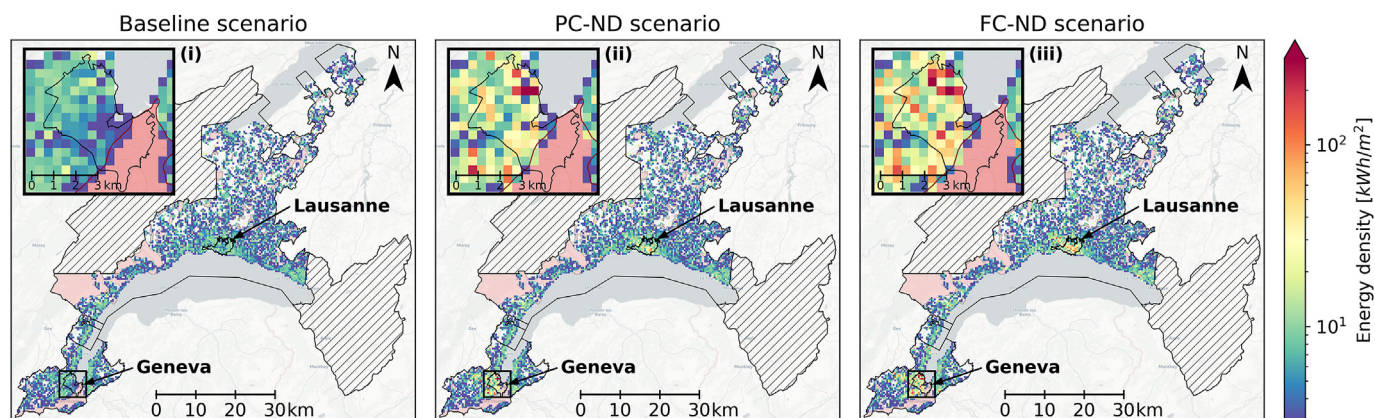 Baseline scenario
PC-ND scenario
FC-ND scenario
(i)
N
0 1 2 3 km
Lausanne
Geneva
0 10 20 30km
(ii)
N
0 1 2 3 km
Lausanne
Geneva
0 10 20 30km
(iii)
N
0 1 2 3 km
Lausanne
Geneva
0 10 20 30km
10²
10¹
Energy density [kWh/m²]